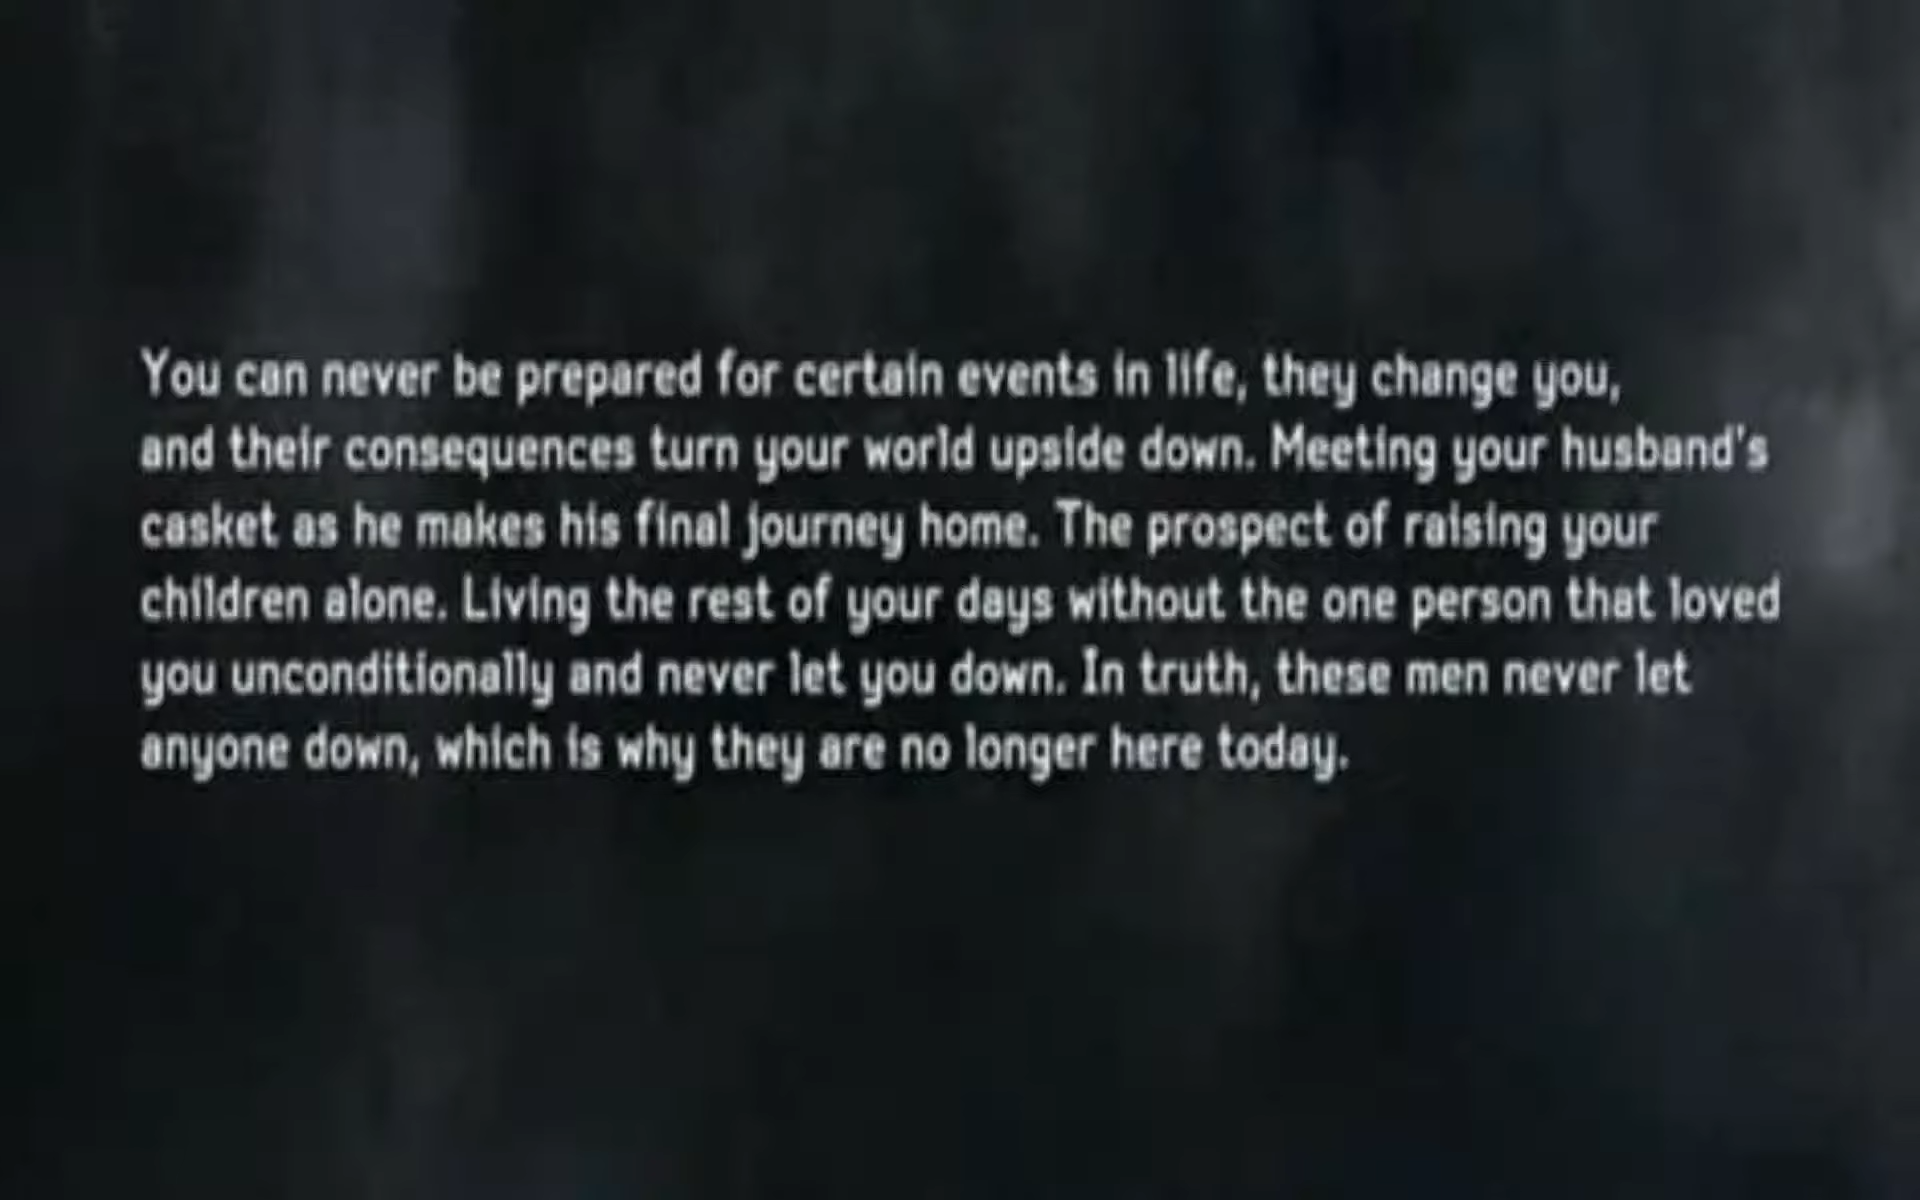 You can never be prepared for certain events in life, they change you,
and their consequences turn your world upside down. Meeting your husband's
casket as he makes his final journey home. The prospect of raising your
children alone. Living the rest of your days without the one person that loved
you unconditionally and never let you down. In truth, these men never let
anyone down, which is why they are no longer here today.